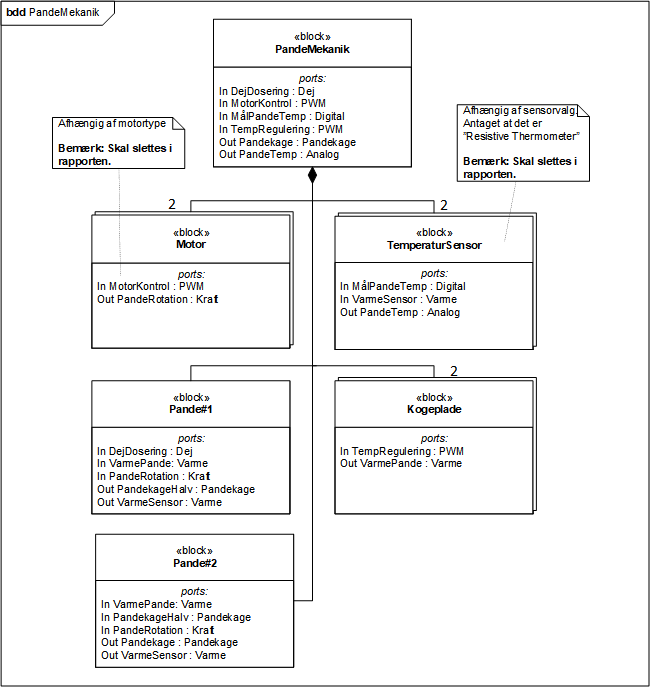 bdd PandeMekanik
«block»
PandeMekanik
ports:
In DejDosering : Dej
In MotorKontrol : PWM
In MålPandeTemp : Digital
In TempRegulering : PWM
Out Pandekage : Pandekage
Out PandeTemp : Analog
Afhængig af motortype
Bemærk: Skal slettes i
rapporten.
Afhængig af sensorvalg.
Antaget at det er
"Resistive Thermometer"
Bemærk: Skal slettes i
rapporten.
2
«block»
Motor
ports:
In MotorKontrol : PWM
Out PandeRotation : Kraft
2
«block»
TemperaturSensor
ports:
In MålPandeTemp : Digital
In VarmeSensor : Varme
Out PandeTemp : Analog
«block»
Pande#1
ports:
In DejDosering : Dej
In VarmePande: Varme
In PandeRotation : Kraft
Out PandekageHalv : Pandekage
Out VarmeSensor : Varme
2
«block»
Kogeplade
ports:
In TempRegulering : PWM
Out VarmePande : Varme
«block»
Pande#2
ports:
In VarmePande: Varme
In PandekageHalv : Pandekage
In PandeRotation : Kraft
Out Pandekage : Pandekage
Out VarmeSensor : Varme